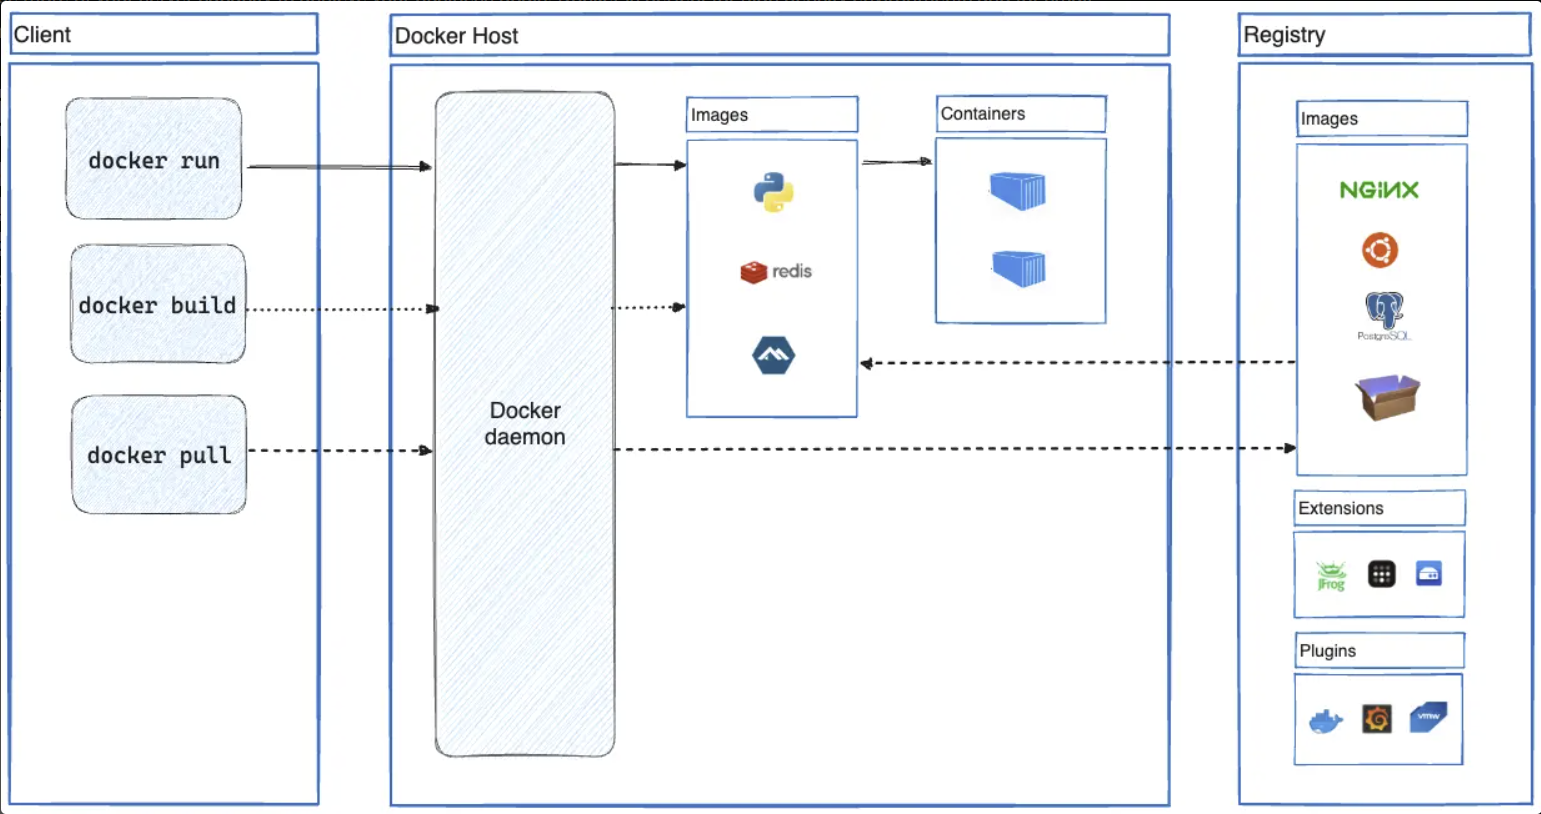 Client
docker run
docker build
docker pull
Docker Host
Docker
daemon
Images
redis
Containers
Registry
Images
NGINX
PostgreSQL
Extensions
JFrog
Plugins
vmw